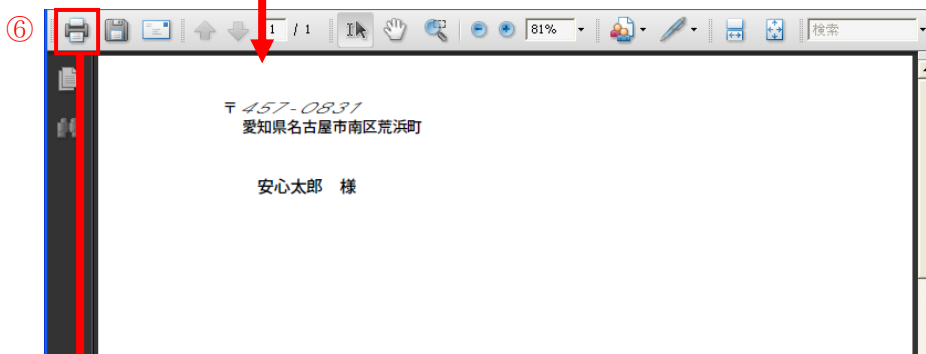 ⑥
1 / 1
81%
検索
〒 457-0831
愛知県名古屋市南区荒浜町
安心太郎 様